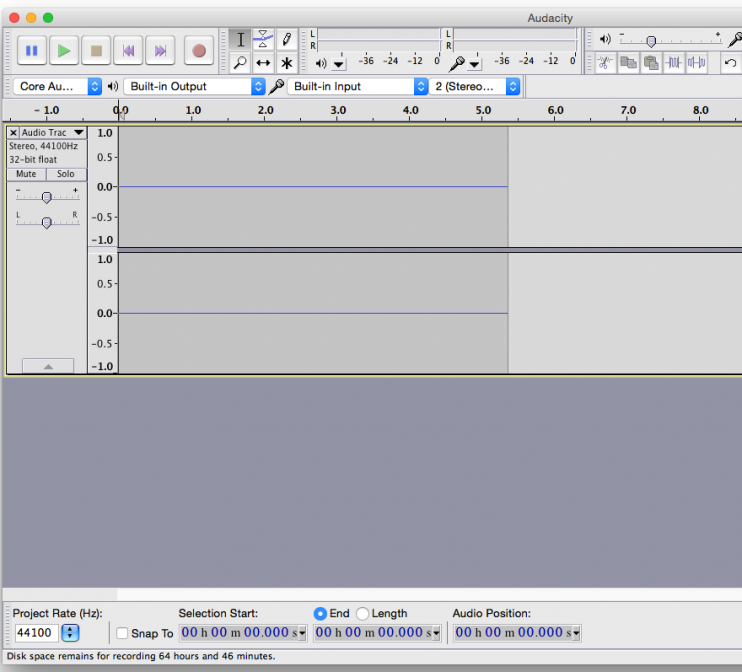 Audacity
L
R
-36 -24 -12 0
L
R
-36 -24 -12 0
- +
Core Au... Built-in Output Built-in Input 2 (Stereo...
- 1.0 0.0 1.0 2.0 3.0 4.0 5.0 6.0 7.0 8.0
× Audio Trac ▼ 1.0
Stereo, 44100Hz
32-bit float
Mute Solo
0.5-
- +
0.0-
L R
-0.5-
-1.0
1.0
0.5-
0.0-
-0.5-
-1.0
Project Rate (Hz): Selection Start: End Length Audio Position:
44100 Snap To 00 h 00 m 00.000 s 00 h 00 m 00.000 s 00 h 00 m 00.000 s
Disk space remains for recording 64 hours and 46 minutes.